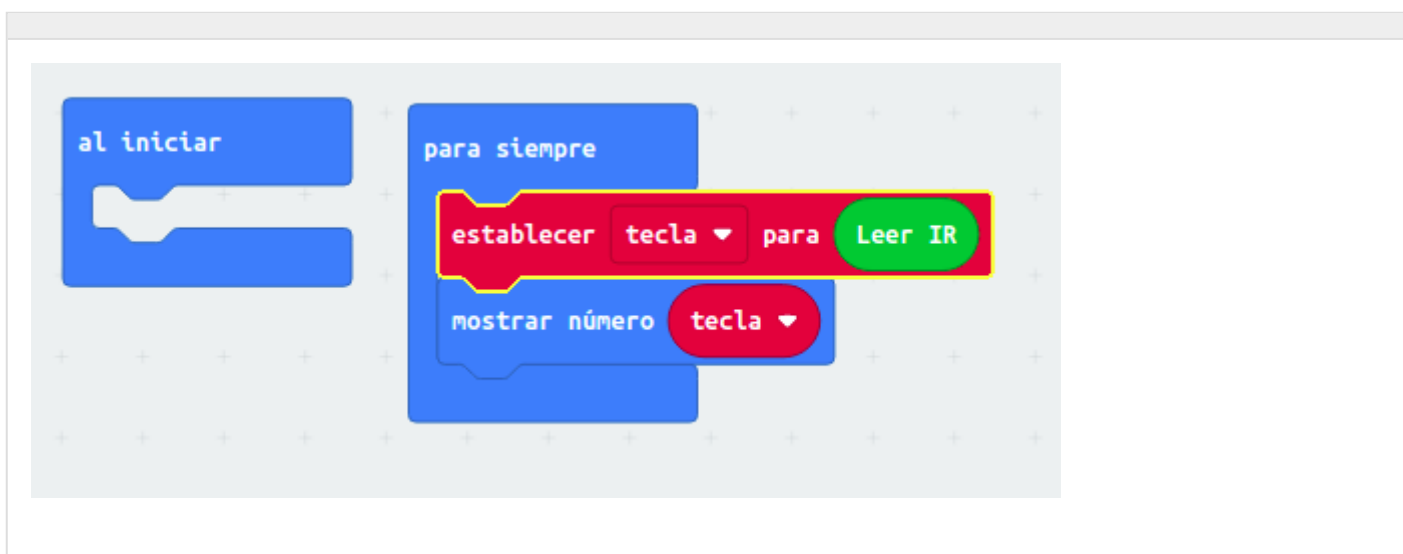 al iniciar
para siempre
establecer tecla para Leer IR
mostrar número tecla